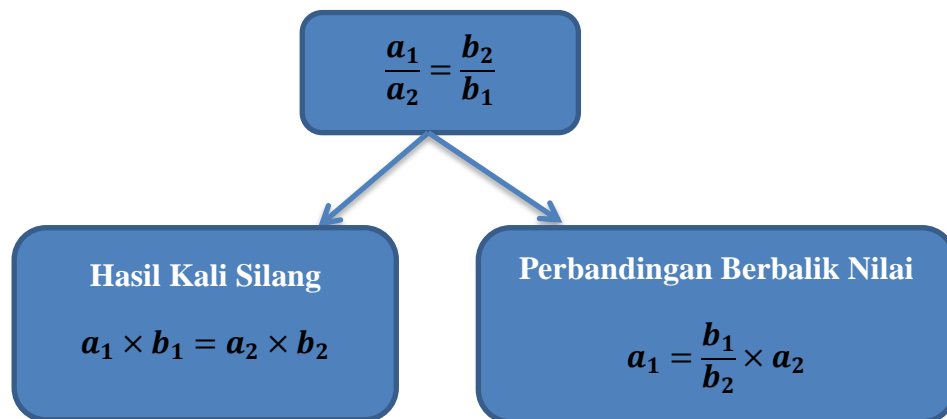 a₁/a₂ = b₂/b₁
Hasil Kali Silang
a₁ × b₁ = a₂ × b₂
Perbandingan Berbalik Nilai
a₁ = b₁/b₂ × a₂